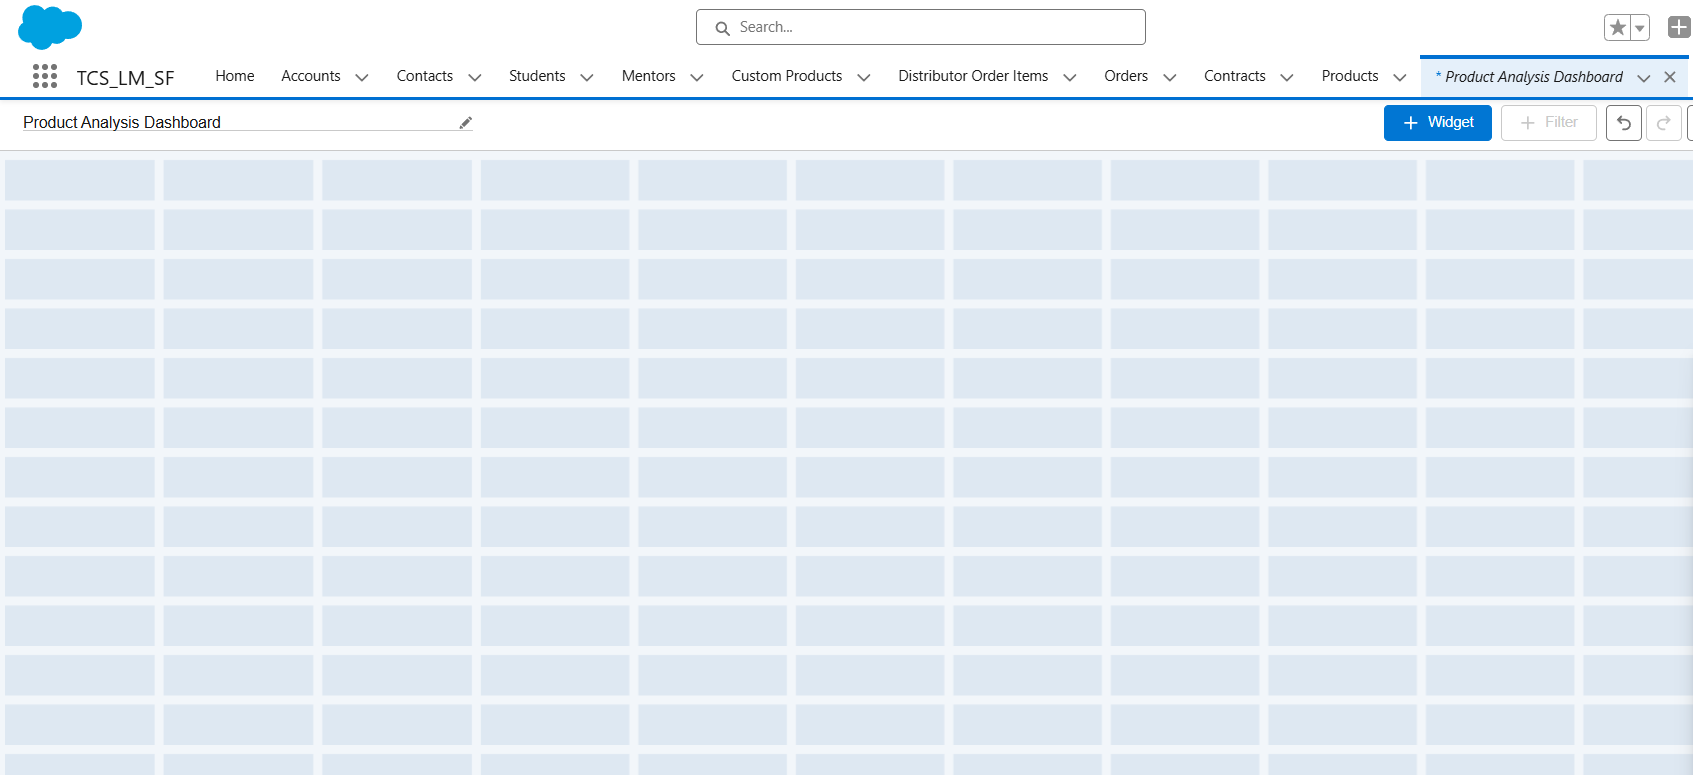 Search...
TCS_LM_SF
Home
Accounts
Contacts
Students
Mentors
Custom Products
Distributor Order Items
Orders
Contracts
Products
* Product Analysis Dashboard
Product Analysis Dashboard
+ Widget
+ Filter